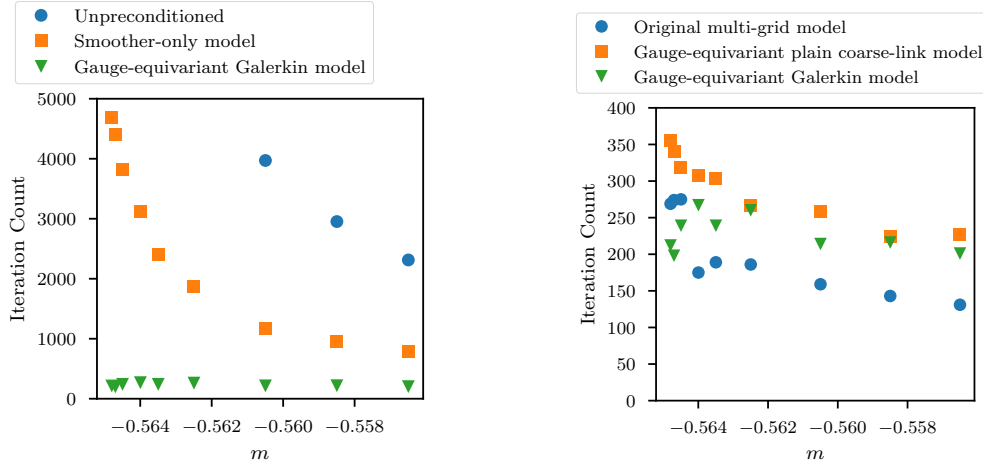 Unpreconditioned
Smoother-only model
Gauge-equivariant Galerkin model
5000
4000
3000
2000
1000
0
Iteration Count
−0.564
−0.562
−0.560
−0.558
m
Original multi-grid model
Gauge-equivariant plain coarse-link model
Gauge-equivariant Galerkin model
400
350
300
250
200
150
100
50
0
Iteration Count
−0.564
−0.562
−0.560
−0.558
m